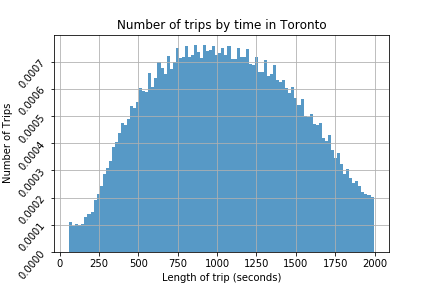 Number of trips by time in Toronto
Number of Trips
0.0007
0.0006
0.0005
0.0004
0.0003
0.0002
0.0001
0.0000
0 250 500 750 1000 1250 1500 1750 2000
Length of trip (seconds)